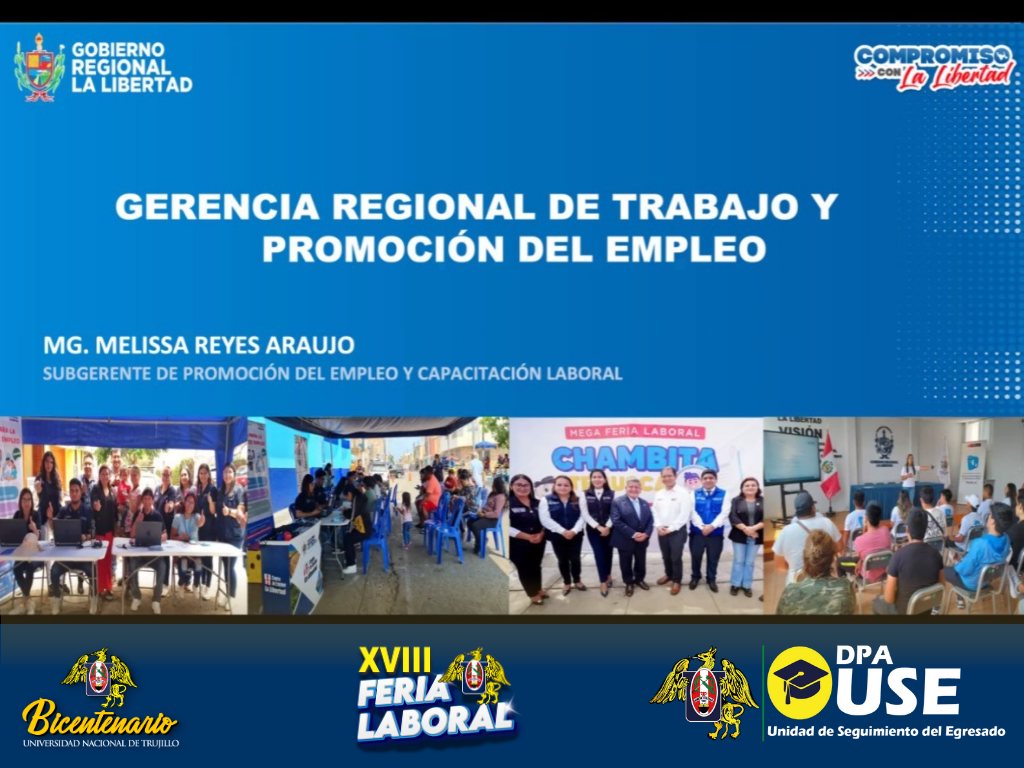 GOBIERNO
REGIONAL
LA LIBERTAD
COMPROMISO
CON La Libertad
GERENCIA REGIONAL DE TRABAJO Y
PROMOCIÓN DEL EMPLEO
MG. MELISSA REYES ARAUJO
SUBGERENTE DE PROMOCIÓN DEL EMPLEO Y CAPACITACIÓN LABORAL
MEGA FERIA LABORAL
CHAMBITA
LA LIBERTAD
VISIÓN
Bicentenario
UNIVERSIDAD NACIONAL DE TRUJILLO
XVIII
FERIA
LABORAL
DPA
USE
Unidad de Seguimiento del Egresado